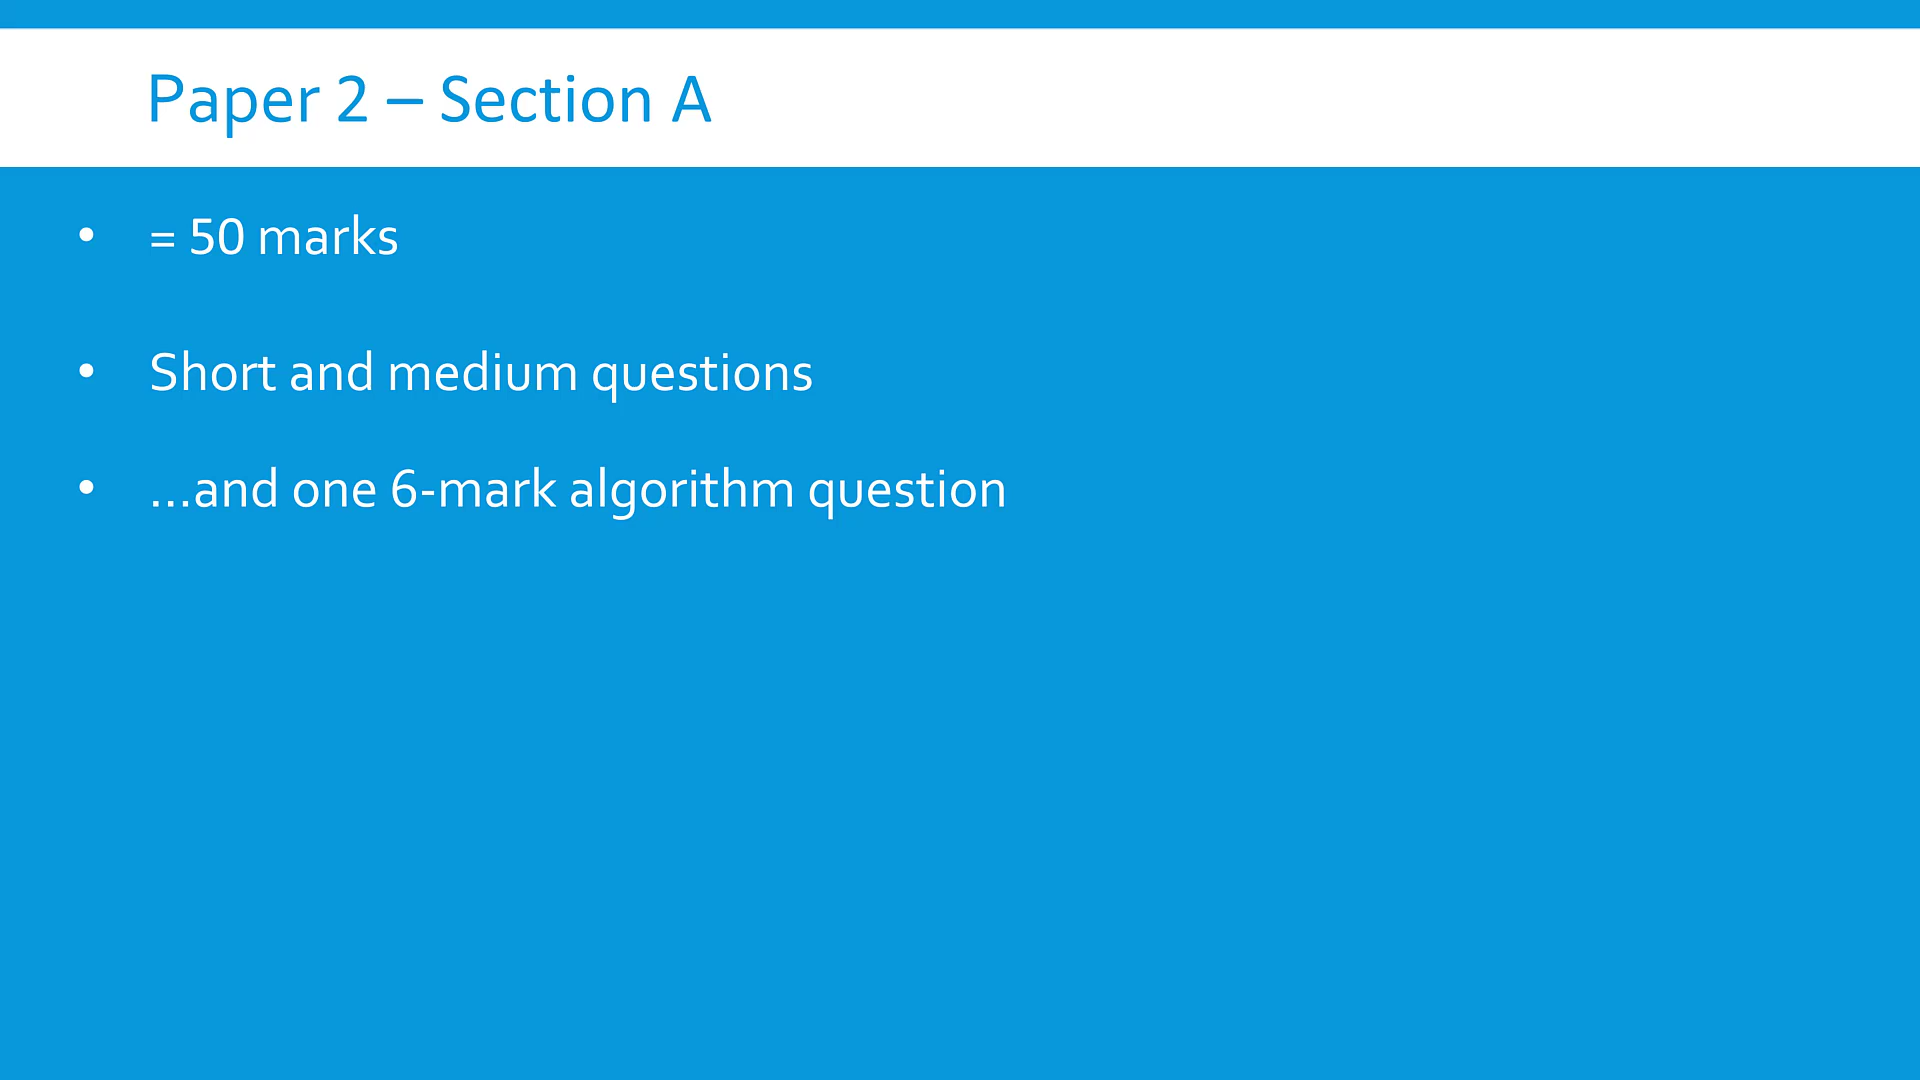 Paper 2 – Section A
• = 50 marks
• Short and medium questions
• …and one 6-mark algorithm question